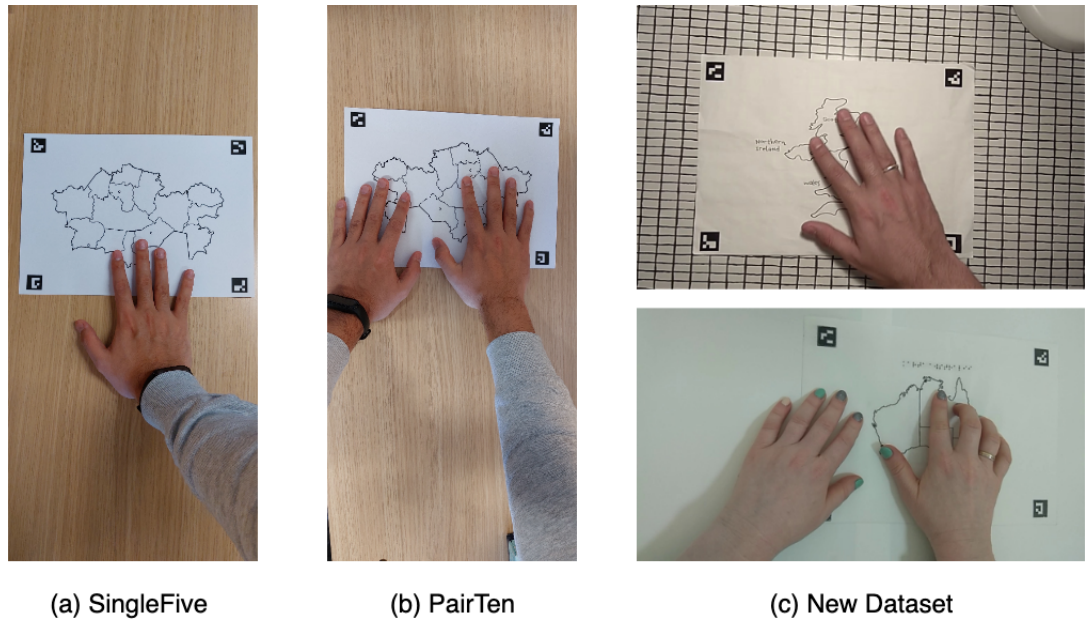 Northern
Ireland
Wales
(a) SingleFive
(b) PairTen
(c) New Dataset